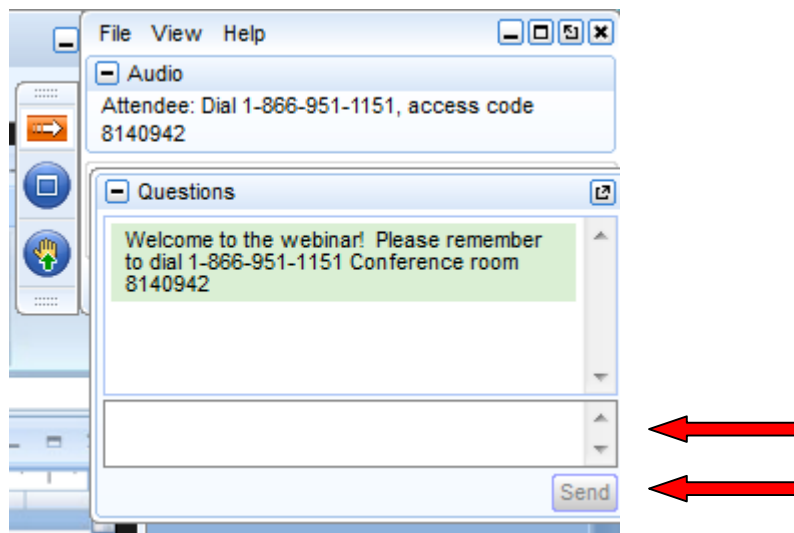 File View Help
Audio
Attendee: Dial 1-866-951-1151, access code
8140942
Questions
Welcome to the webinar! Please remember
to dial 1-866-951-1151 Conference room
8140942
Send